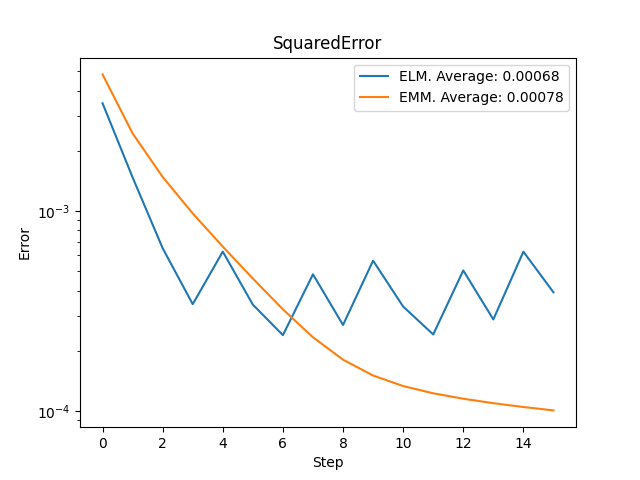 SquaredError
ELM. Average: 0.00068
EMM. Average: 0.00078
Error
10⁻³
10⁻⁴
0 2 4 6 8 10 12 14
Step